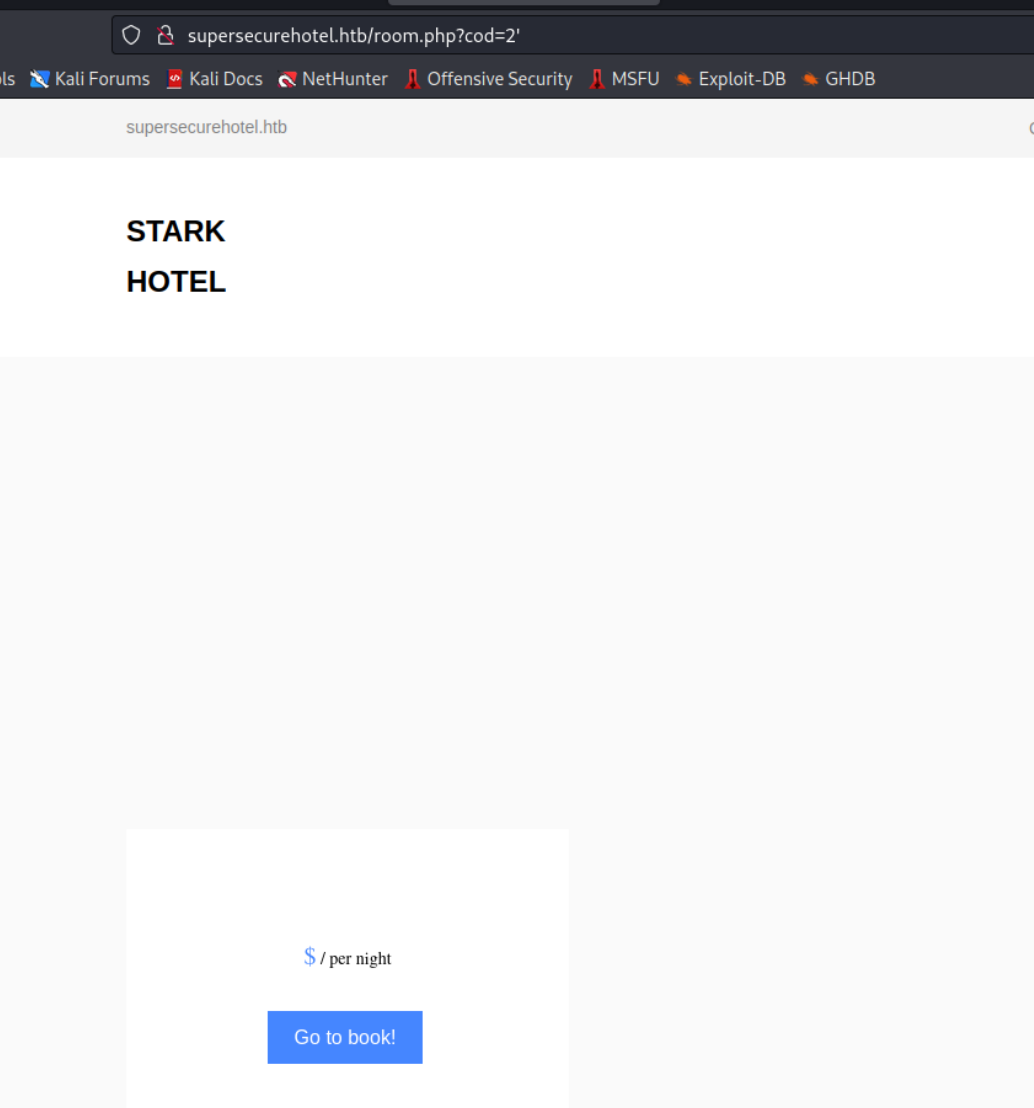 supersecurehotel.htb/room.php?cod=2'
ls Kali Forums Kali Docs NetHunter Offensive Security MSFU Exploit-DB GHDB
supersecurehotel.htb
STARK
HOTEL
$ / per night
Go to book!